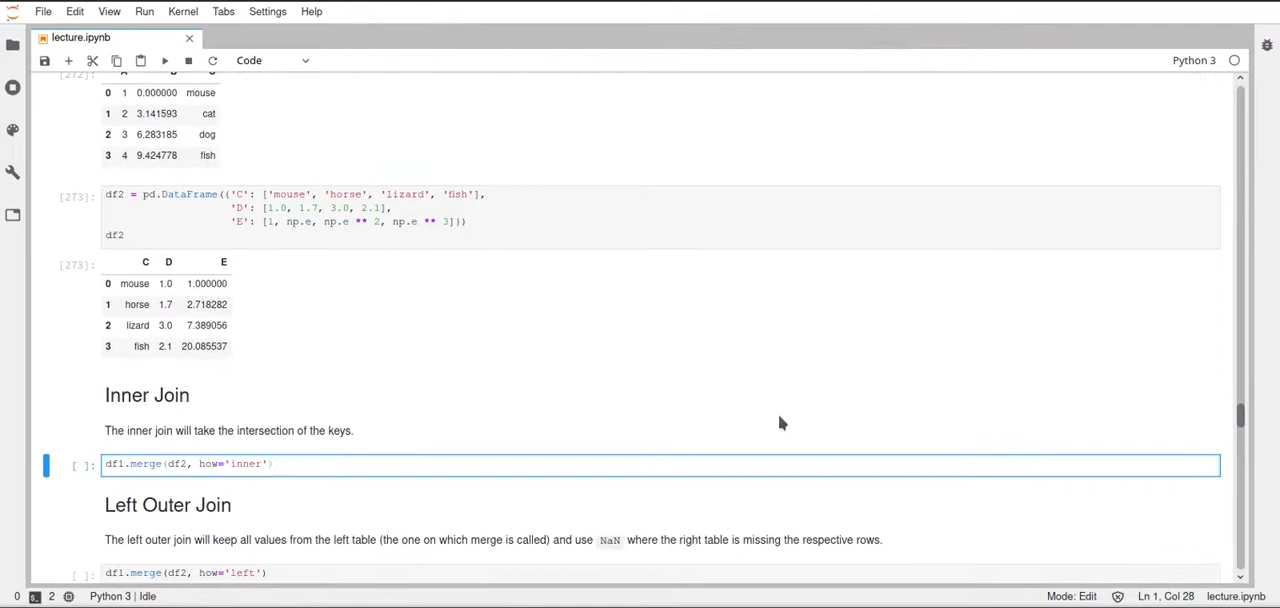 File Edit View Run Kernel Tabs Settings Help
lecture.ipynb
Code
Python 3
[272]:
0 1 0.000000 mouse
1 2 3.141593 cat
2 3 6.283185 dog
3 4 9.424778 fish
[273]: df2 = pd.DataFrame({'C': ['mouse', 'horse', 'lizard', 'fish'],
'D': [1.0, 1.7, 3.0, 2.1],
'E': [1, np.e, np.e ** 2, np.e ** 3]})
df2
[273]: C D E
0 mouse 1.0 1.000000
1 horse 1.7 2.718282
2 lizard 3.0 7.389056
3 fish 2.1 20.085537
Inner Join
The inner join will take the intersection of the keys.
[ ]: df1.merge(df2, how='inner')
Left Outer Join
The left outer join will keep all values from the left table (the one on which merge is called) and use NaN where the right table is missing the respective rows.
[ ]: df1.merge(df2, how='left')
0 2 Python 3 | Idle Mode: Edit Ln 1, Col 28 lecture.ipynb